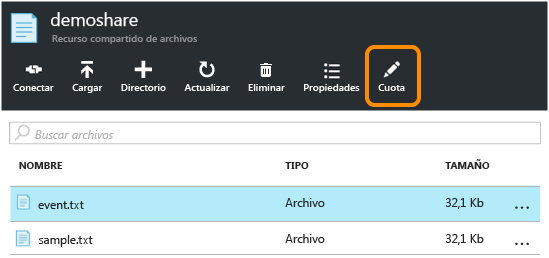 demoshare
Recurso compartido de archivos
Conectar Cargar Directorio Actualizar Eliminar Propiedades Cuota
Buscar archivos
NOMBRE TIPO TAMAÑO
event.txt Archivo 32,1 Kb ...
sample.txt Archivo 32,1 Kb ...